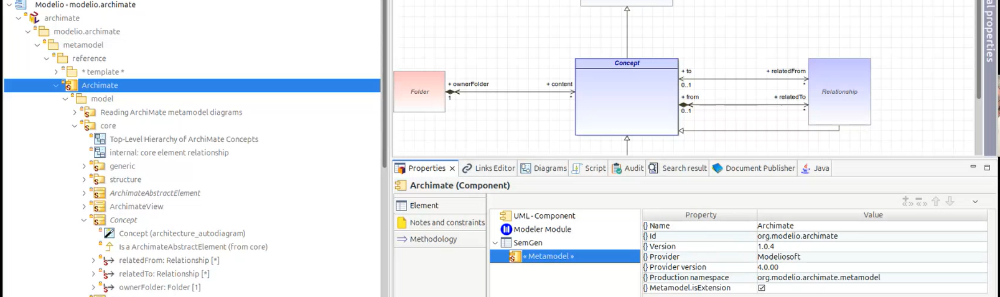 Modelio - modelio.archimate
archimate
modelio.archimate
metamodel
reference
* template *
Archimate
model
Reading ArchiMate metamodel diagrams
core
Top-Level Hierarchy of ArchiMate Concepts
internal: core element relationship
generic
structure
ArchimateAbstractElement
ArchimateView
Concept
Concept (architecture_autodiagram)
Is a ArchimateAbstractElement (from core)
relatedFrom: Relationship [*]
relatedTo: Relationship [*]
ownerFolder: Folder [1]
Folder
+ ownerFolder
1
+ content
*
Concept
+ to
0..1
+ relatedFrom
*
+ from
0..1
+ relatedTo
*
Relationship
al properties
Properties
Links Editor
Diagrams
Script
Audit
Search result
Document Publisher
Java
Archimate (Component)
Element
Notes and constraints
Methodology
UML - Component
Modeler Module
SemGen
« Metamodel »
Property Value
{} Name Archimate
{} Id org.modelio.archimate
{} Version 1.0.4
{} Provider Modeliosoft
{} Provider version 4.0.00
{} Production namespace org.modelio.archimate.metamodel
{} Metamodel.isExtension